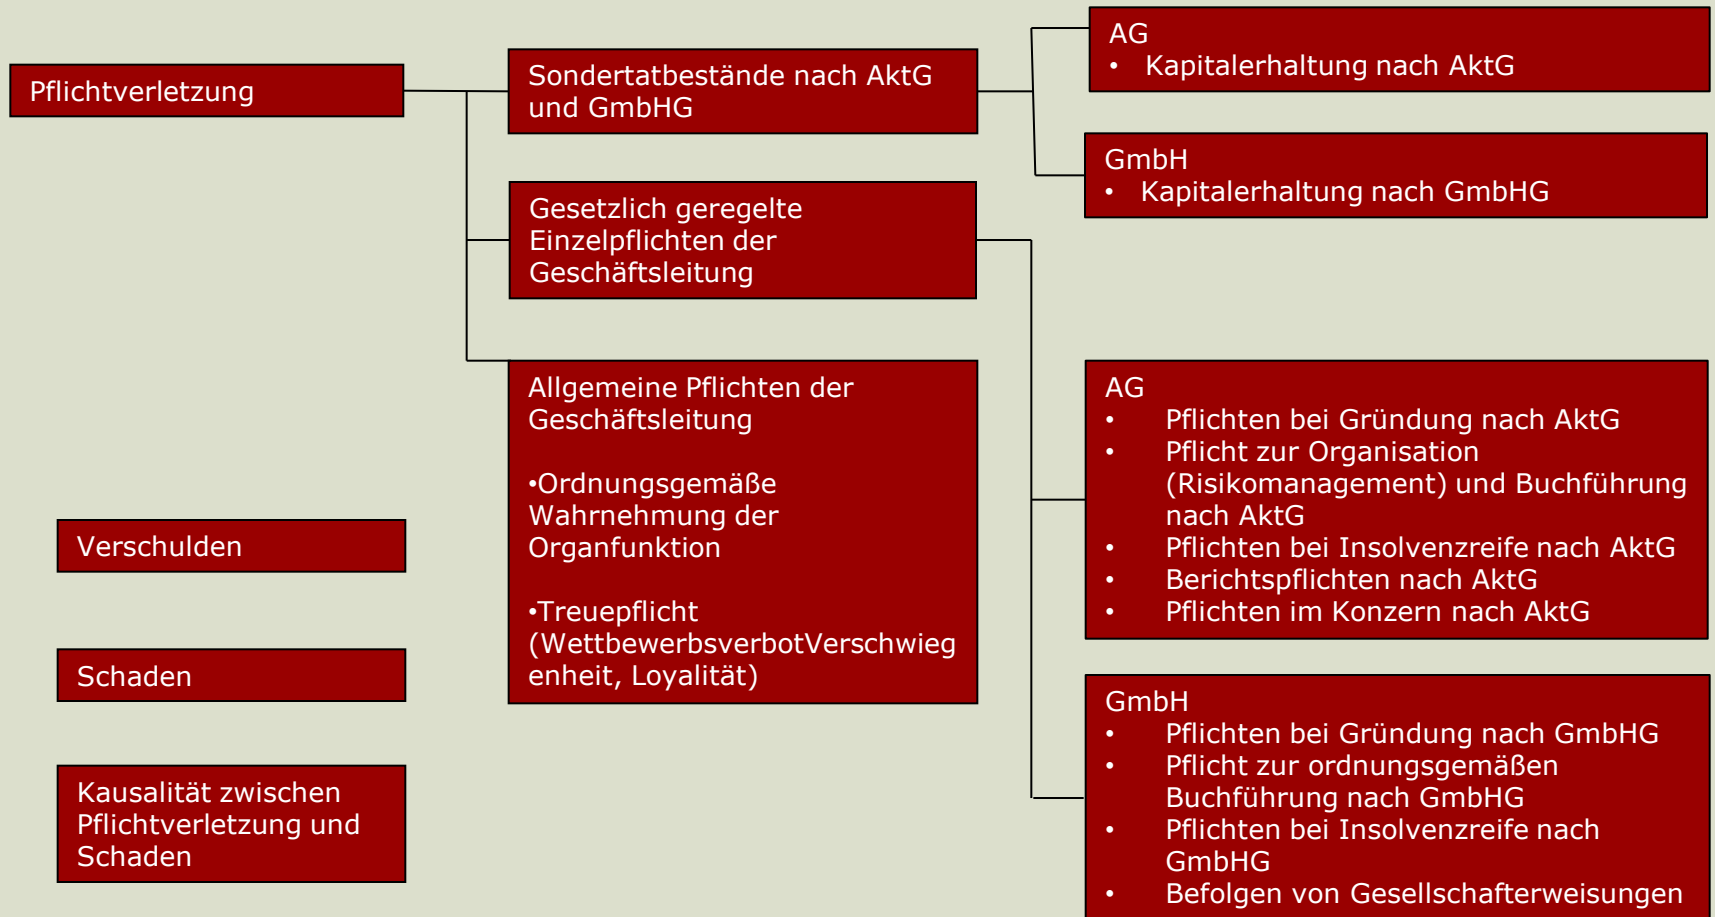 Pflichtverletzung
Sondertatbestände nach AktG
und GmbHG
AG
• Kapitalerhaltung nach AktG
GmbH
• Kapitalerhaltung nach GmbHG
Gesetzlich geregelte
Einzelpflichten der
Geschäftsleitung
Allgemeine Pflichten der
Geschäftsleitung
•Ordnungsgemäße
Wahrnehmung der
Organfunktion
•Treuepflicht
(WettbewerbsverbotVerschwieg
enheit, Loyalität)
AG
• Pflichten bei Gründung nach AktG
• Pflicht zur Organisation
(Risikomanagement) und Buchführung
nach AktG
• Pflichten bei Insolvenzreife nach AktG
• Berichtspflichten nach AktG
• Pflichten im Konzern nach AktG
GmbH
• Pflichten bei Gründung nach GmbHG
• Pflicht zur ordnungsgemäßen
Buchführung nach GmbHG
• Pflichten bei Insolvenzreife nach
GmbHG
• Befolgen von Gesellschafterweisungen
Verschulden
Schaden
Kausalität zwischen
Pflichtverletzung und
Schaden